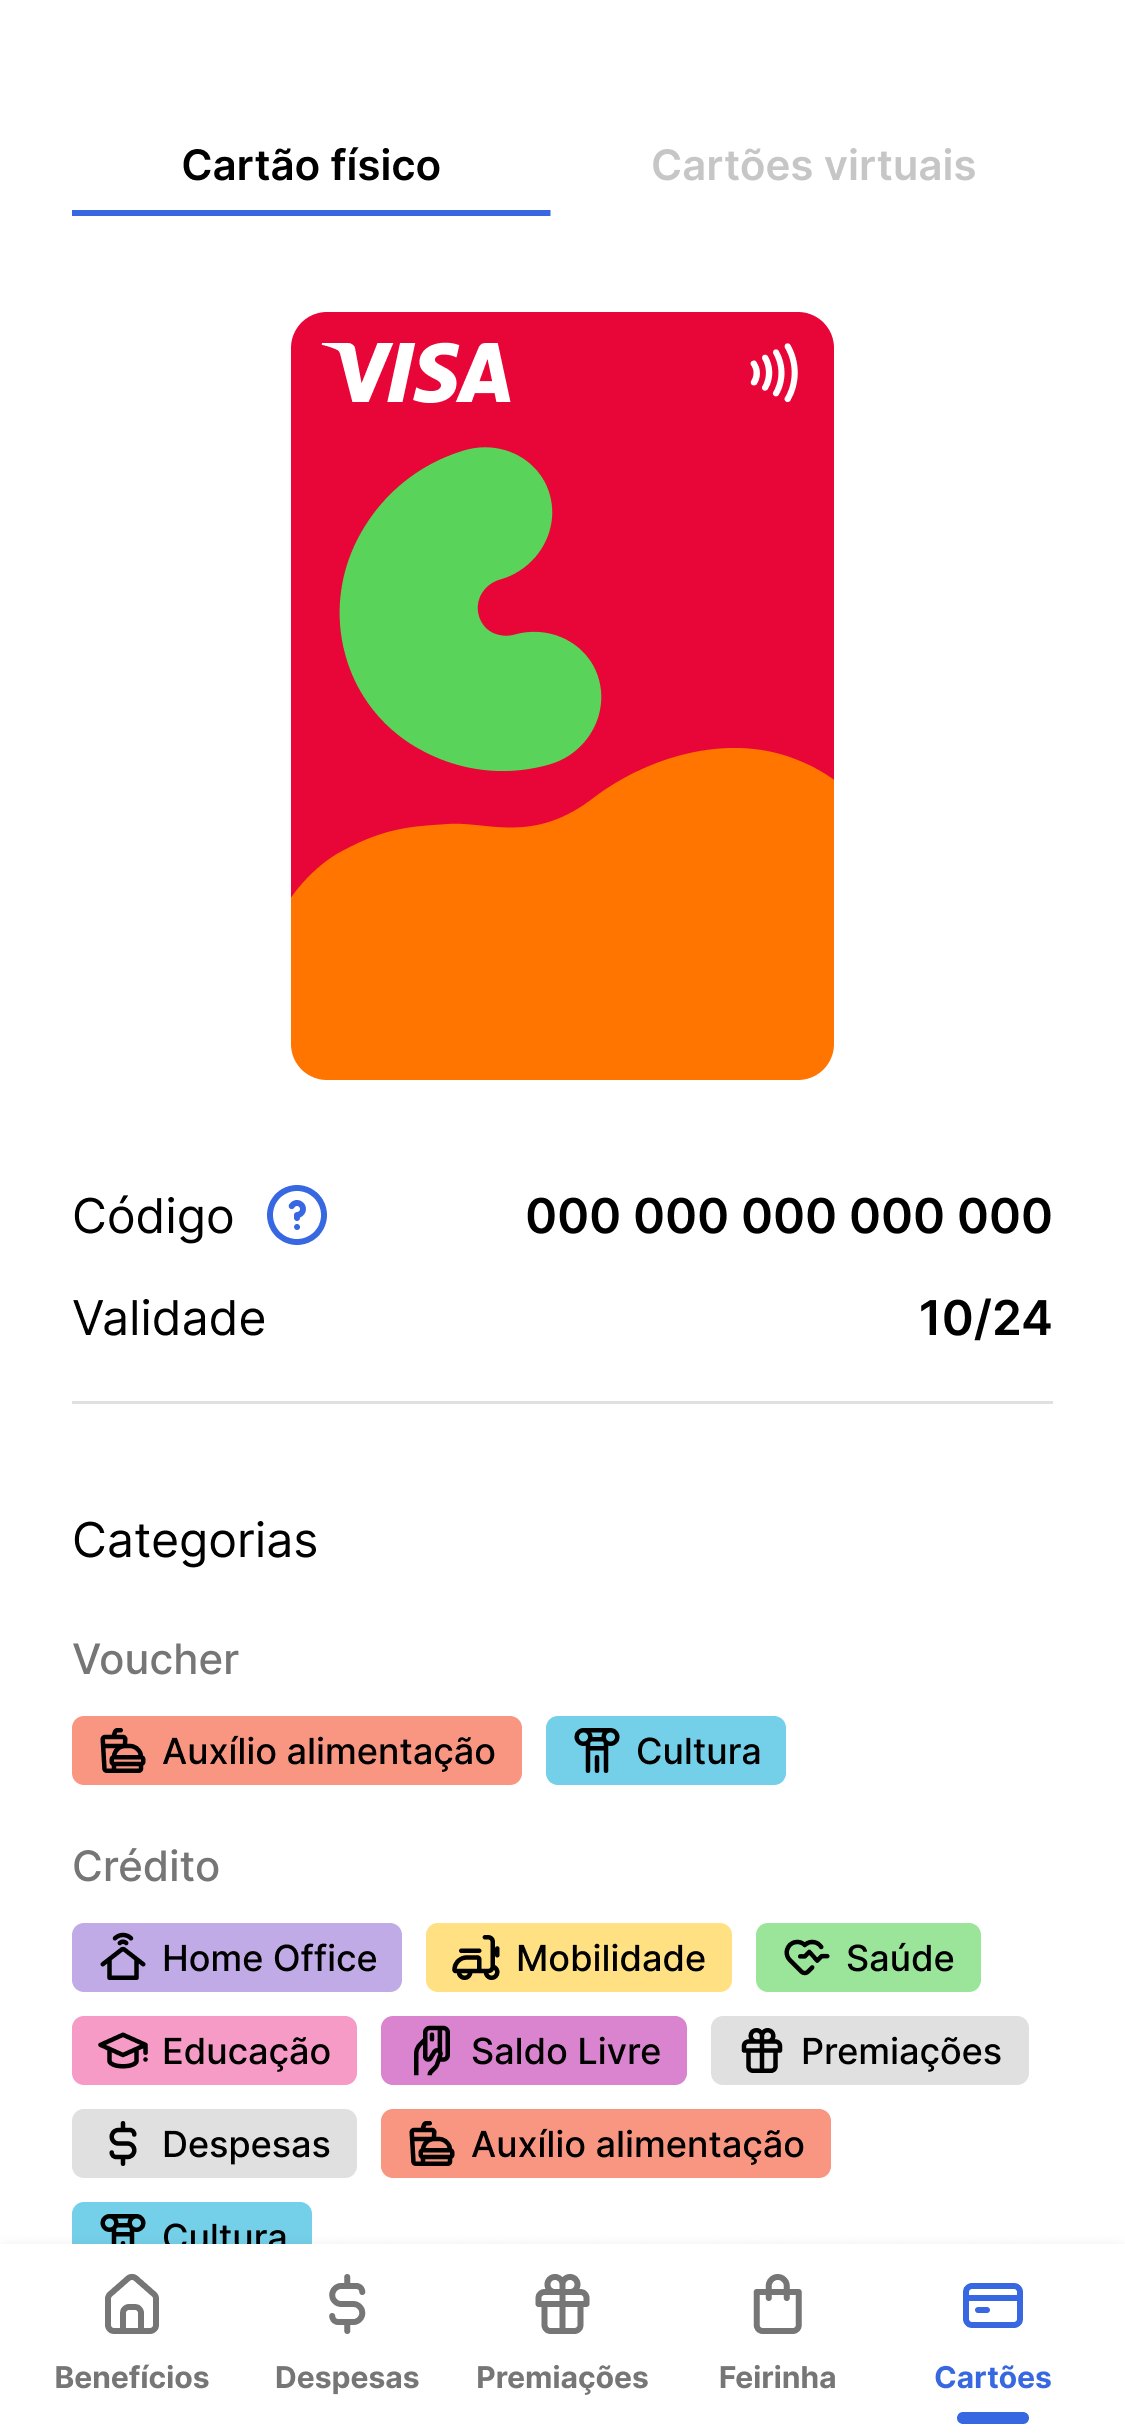 Cartão físico Cartões virtuais
VISA
Código ? 000 000 000 000 000
Validade 10/24
Categorias
Voucher
Auxílio alimentação Cultura
Crédito
Home Office Mobilidade Saúde
Educação Saldo Livre Premiações
Despesas Auxílio alimentação
Cultura
Benefícios Despesas Premiações Feirinha Cartões